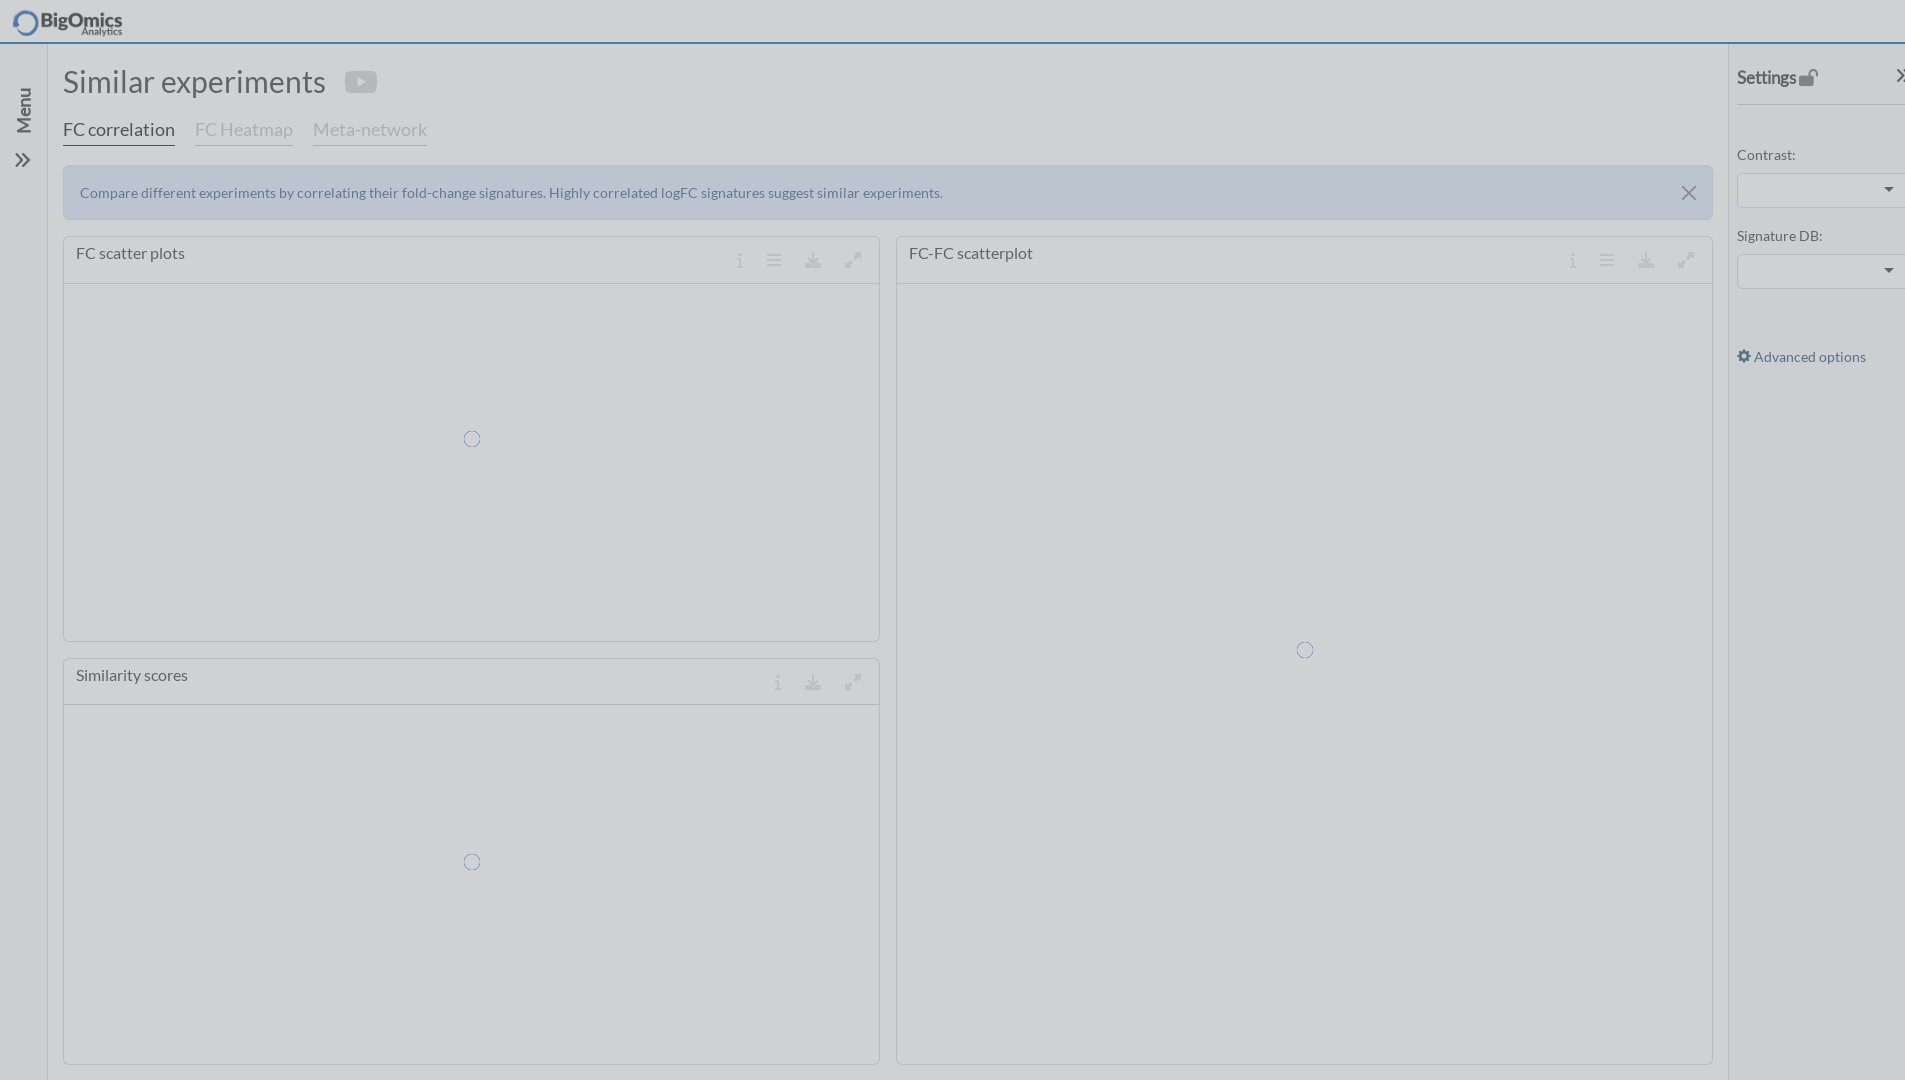 BigOmics
Analytics
Menu
Similar experiments
FC correlation FC Heatmap Meta-network
Compare different experiments by correlating their fold-change signatures. Highly correlated logFC signatures suggest similar experiments.
FC scatter plots
Similarity scores
FC-FC scatterplot
Settings
Contrast:
Signature DB:
Advanced options